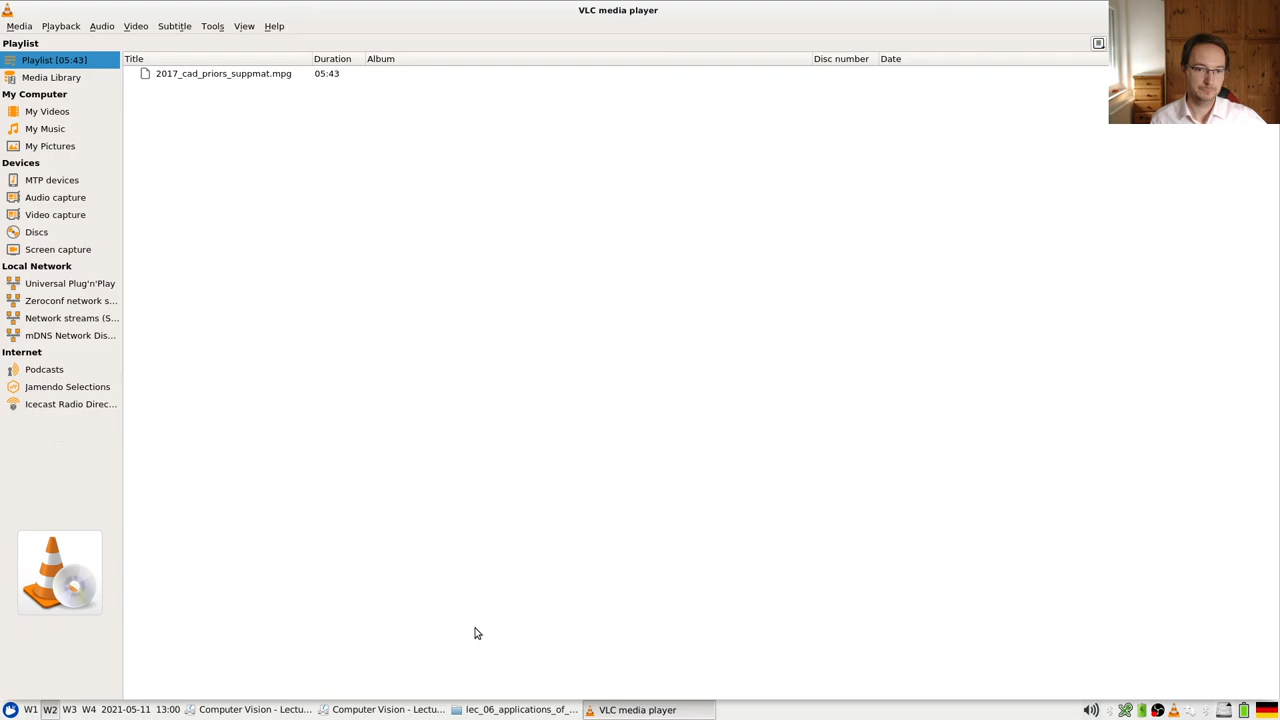 VLC media player
Media Playback Audio Video Subtitle Tools View Help
Playlist
Title Duration Album Disc number Date
Playlist [05:43]
2017_cad_priors_suppmat.mpg 05:43
Media Library
My Computer
My Videos
My Music
My Pictures
Devices
MTP devices
Audio capture
Video capture
Discs
Screen capture
Local Network
Universal Plug'n'Play
Zeroconf network s...
Network streams (S...
mDNS Network Dis...
Internet
Podcasts
Jamendo Selections
Icecast Radio Direc...
W1 W2 W3 W4 2021-05-11 13:00 Computer Vision - Lectu... Computer Vision - Lectu... lec_06_applications_of_... VLC media player